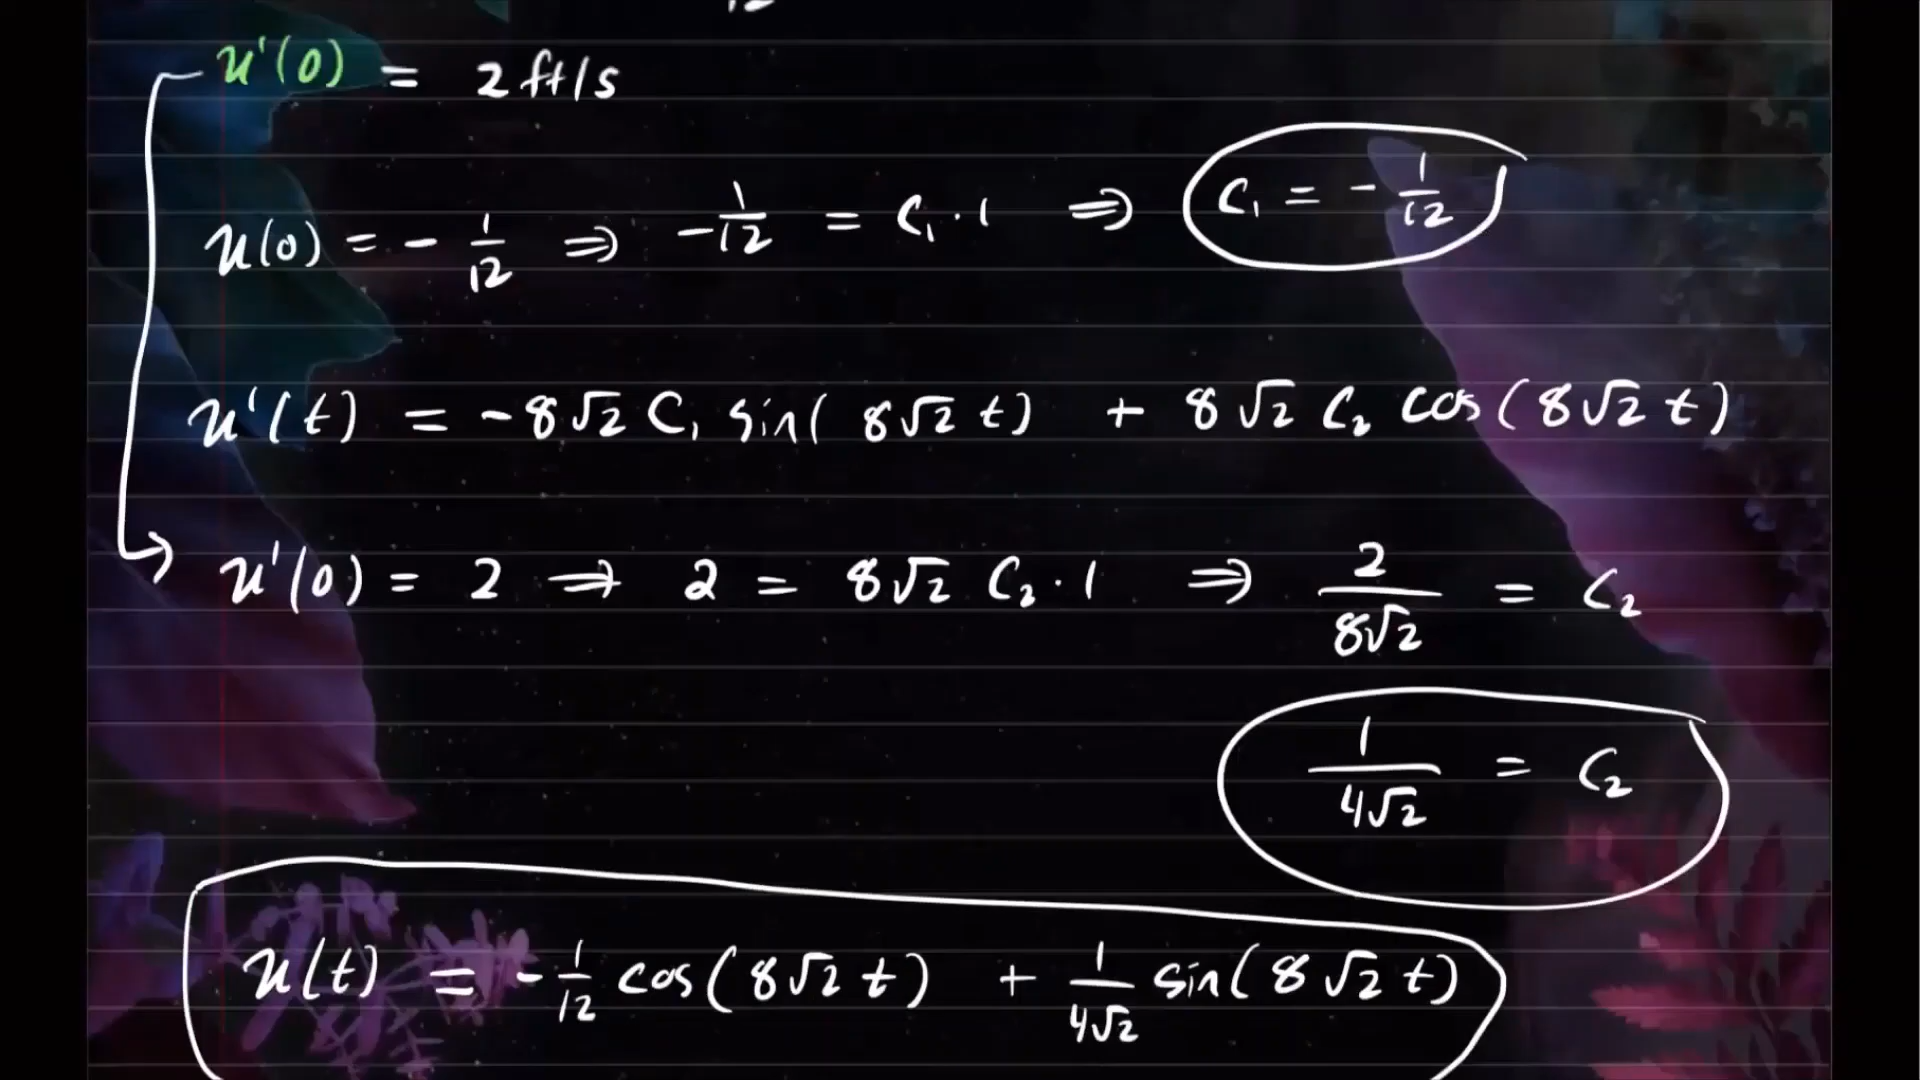 12
u'(0) = 2 ft/s
u(0) = - 1/12 ⇒ - 1/12 = C₁ · 1 ⇒ C₁ = - 1/12
u'(t) = -8√2 C₁ sin( 8√2 t) + 8√2 C₂ cos(8√2 t)
u'(0) = 2 ⇒ 2 = 8√2 C₂ · 1 ⇒ 2/(8√2) = C₂
1/(4√2) = C₂
u(t) = - 1/12 cos(8√2 t) + 1/(4√2) sin(8√2 t)